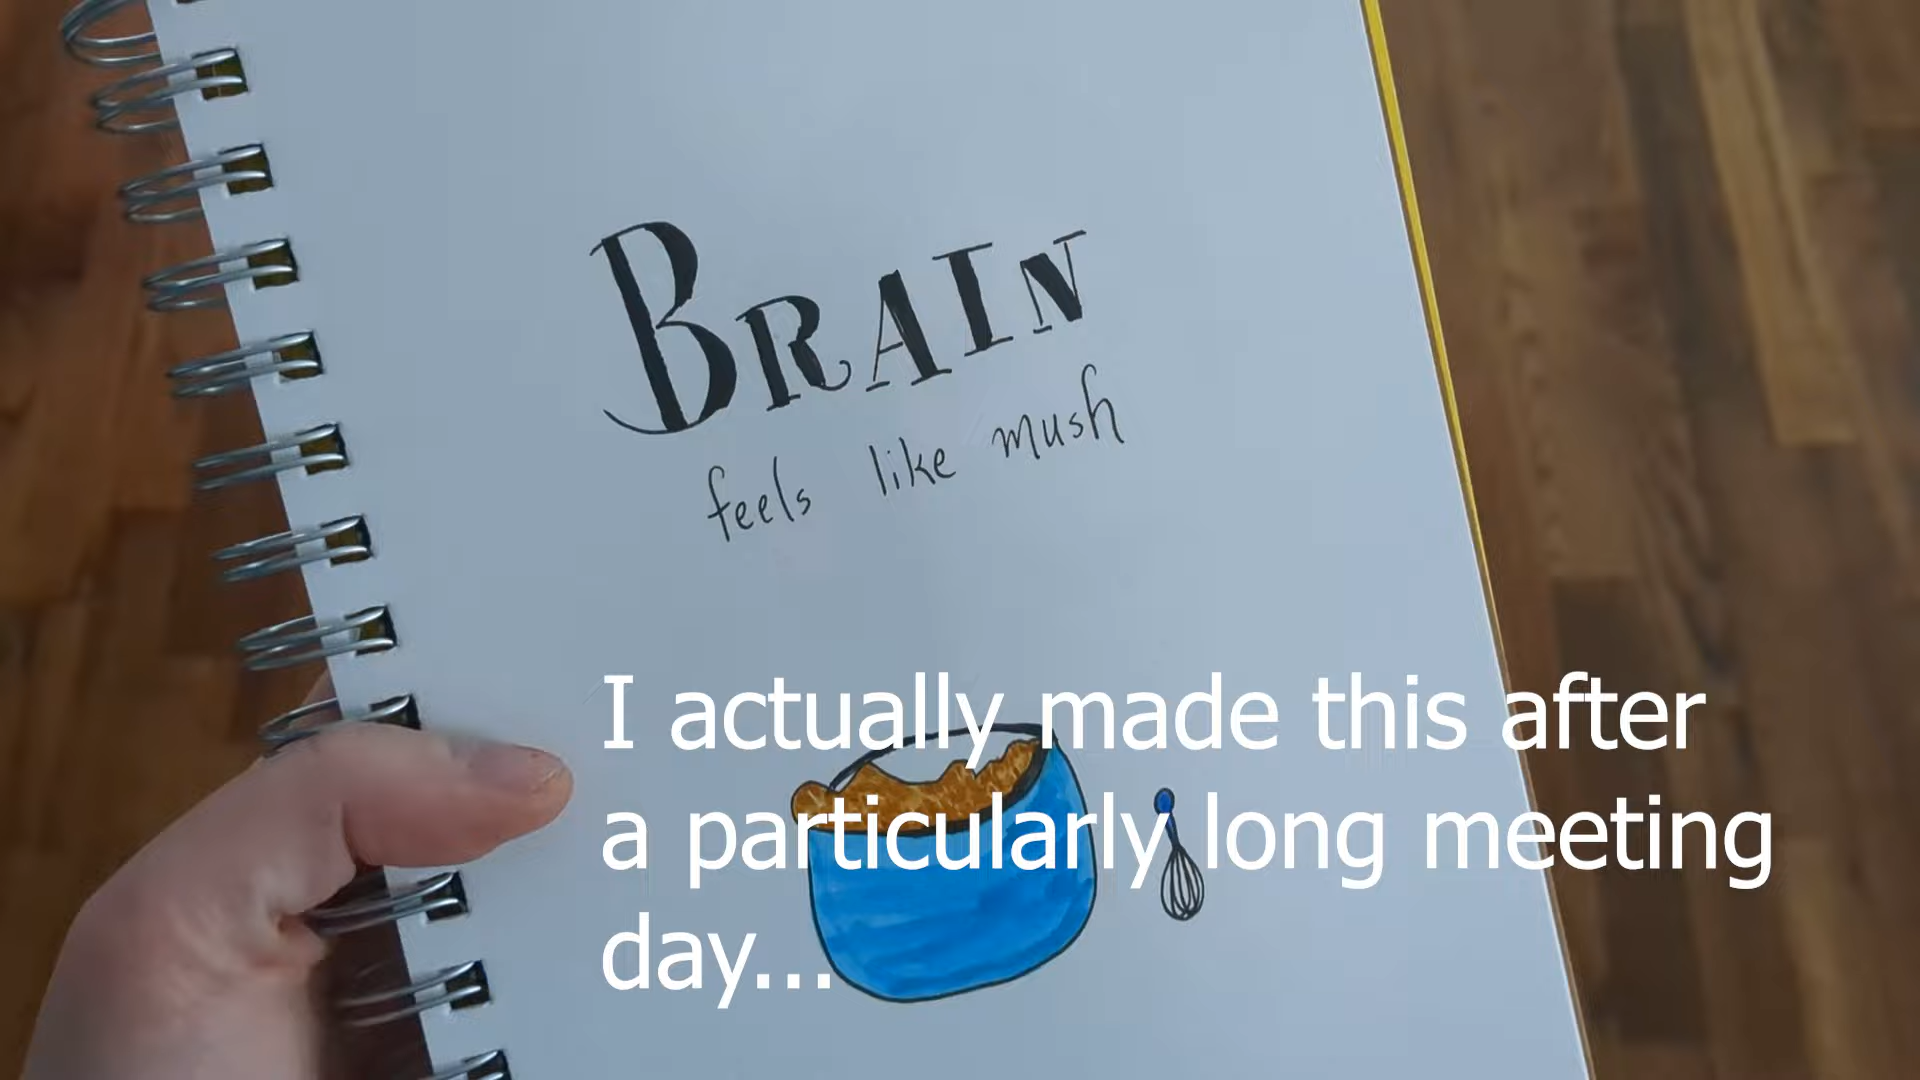 BRAIN
feels like mush
I actually made this after
a particularly long meeting
day...